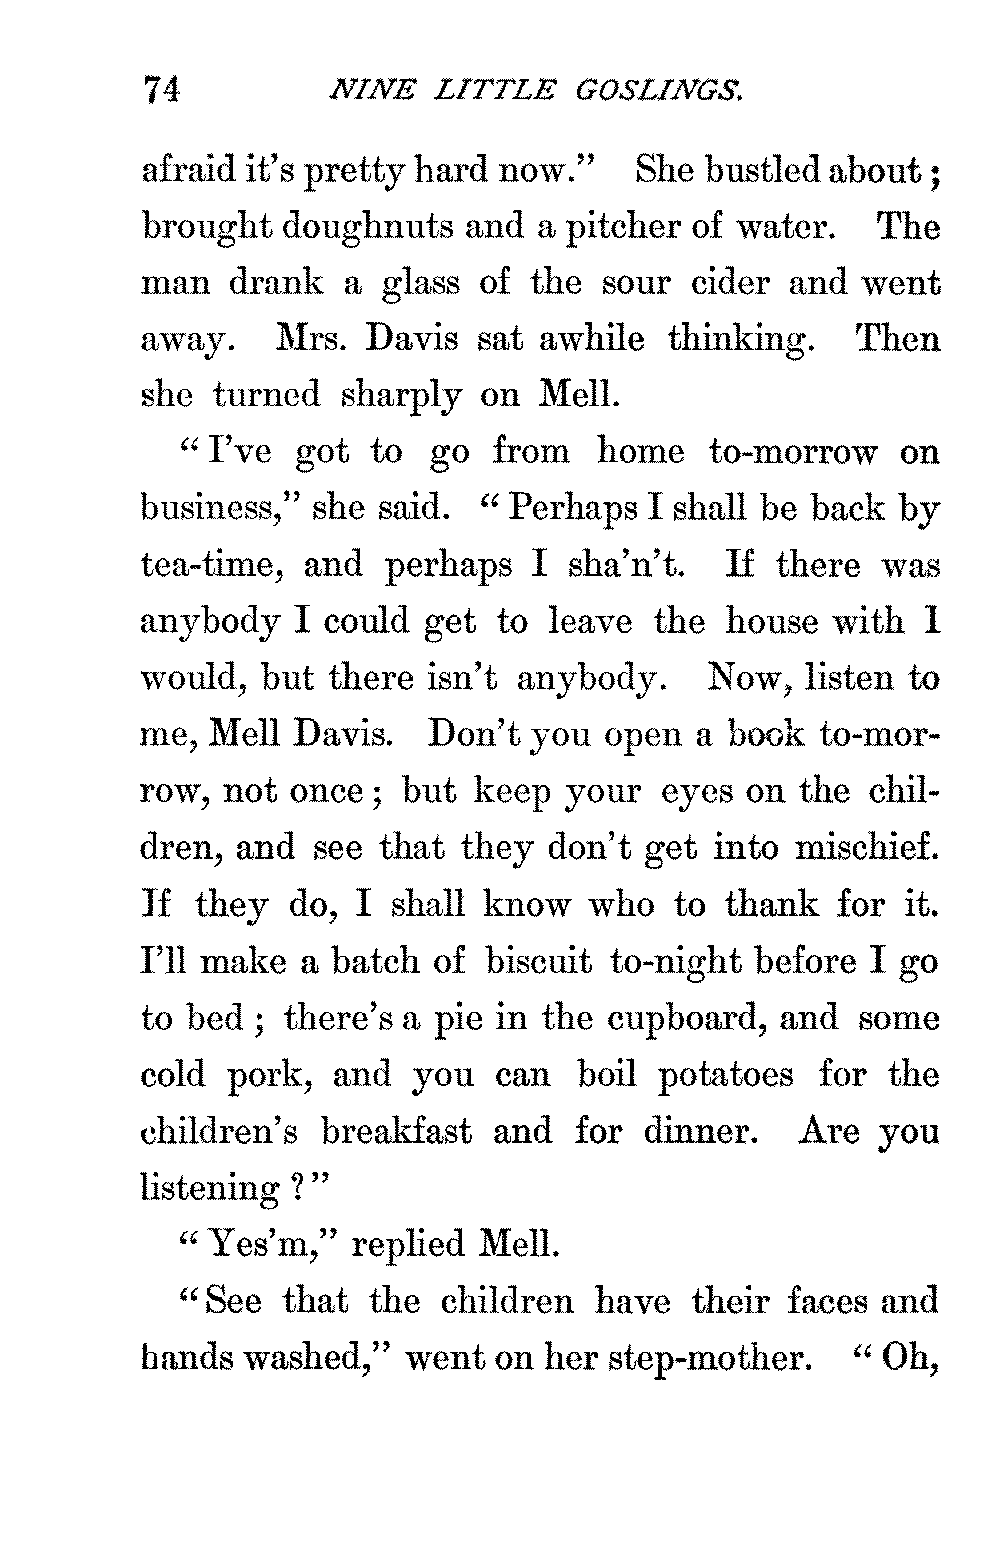 74 NINE LITTLE GOSLINGS.
afraid it's pretty hard now." She bustled about;
brought doughnuts and a pitcher of water. The
man drank a glass of the sour cider and went
away. Mrs. Davis sat awhile thinking. Then
she turned sharply on Mell.
"I've got to go from home to-morrow on
business," she said. "Perhaps I shall be back by
tea-time, and perhaps I sha'n't. If there was
anybody I could get to leave the house with I
would, but there isn't anybody. Now, listen to
me, Mell Davis. Don't you open a book to-mor-
row, not once; but keep your eyes on the chil-
dren, and see that they don't get into mischief.
If they do, I shall know who to thank for it.
I'll make a batch of biscuit to-night before I go
to bed; there's a pie in the cupboard, and some
cold pork, and you can boil potatoes for the
children's breakfast and for dinner. Are you
listening?"
"Yes'm," replied Mell.
"See that the children have their faces and
hands washed," went on her step-mother. "Oh,